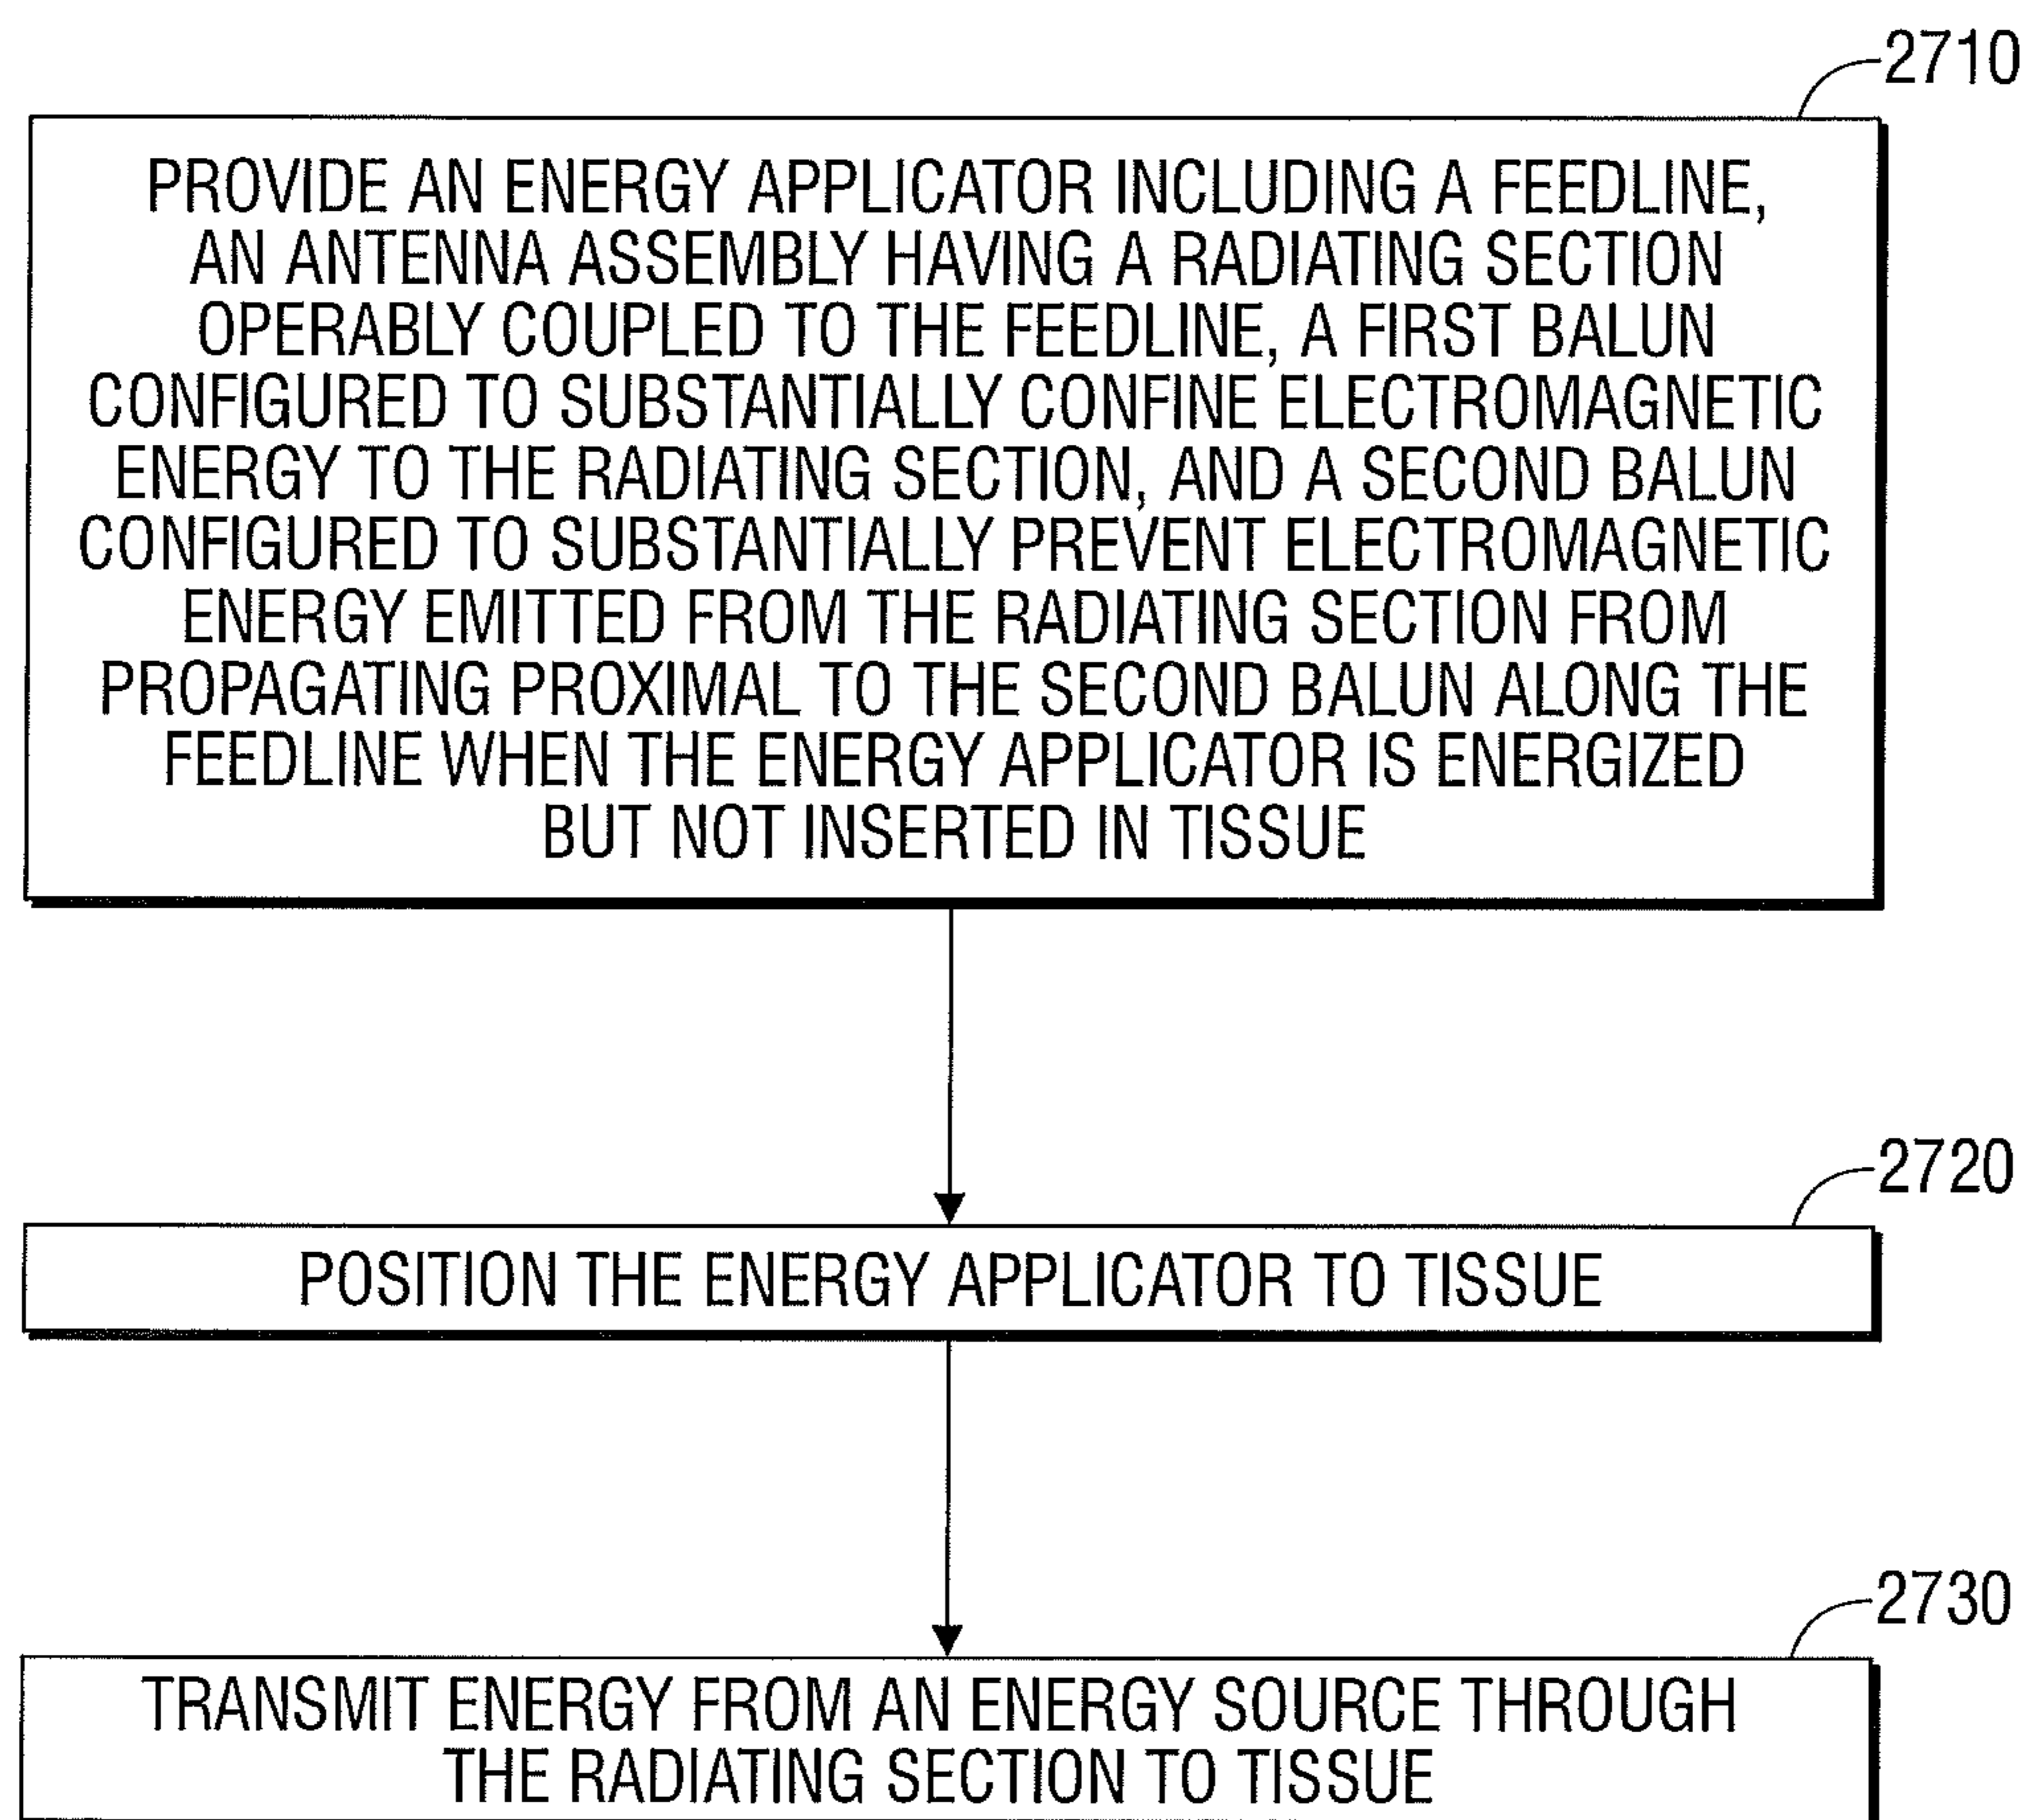 2710
PROVIDE AN ENERGY APPLICATOR INCLUDING A FEEDLINE,
AN ANTENNA ASSEMBLY HAVING A RADIATING SECTION
OPERABLY COUPLED TO THE FEEDLINE, A FIRST BALUN
CONFIGURED TO SUBSTANTIALLY CONFINE ELECTROMAGNETIC
ENERGY TO THE RADIATING SECTION, AND A SECOND BALUN
CONFIGURED TO SUBSTANTIALLY PREVENT ELECTROMAGNETIC
ENERGY EMITTED FROM THE RADIATING SECTION FROM
PROPAGATING PROXIMAL TO THE SECOND BALUN ALONG THE
FEEDLINE WHEN THE ENERGY APPLICATOR IS ENERGIZED
BUT NOT INSERTED IN TISSUE
2720
POSITION THE ENERGY APPLICATOR TO TISSUE
2730
TRANSMIT ENERGY FROM AN ENERGY SOURCE THROUGH
THE RADIATING SECTION TO TISSUE